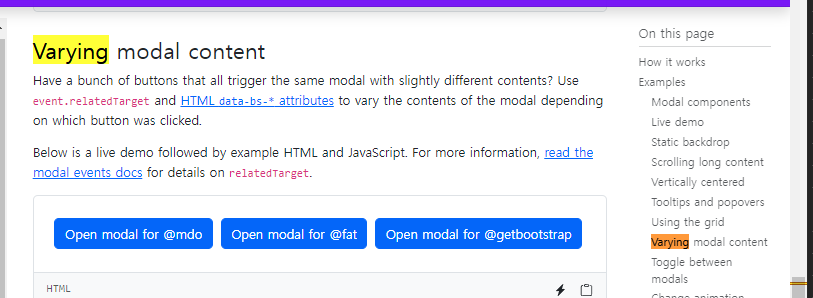 Varying modal content
Have a bunch of buttons that all trigger the same modal with slightly different contents? Use
event.relatedTarget and HTML data-bs-* attributes to vary the contents of the modal depending
on which button was clicked.
Below is a live demo followed by example HTML and JavaScript. For more information, read the
modal events docs for details on relatedTarget.
Open modal for @mdo
Open modal for @fat
Open modal for @getbootstrap
HTML
On this page
How it works
Examples
Modal components
Live demo
Static backdrop
Scrolling long content
Vertically centered
Tooltips and popovers
Using the grid
Varying modal content
Toggle between
modals
Change animation